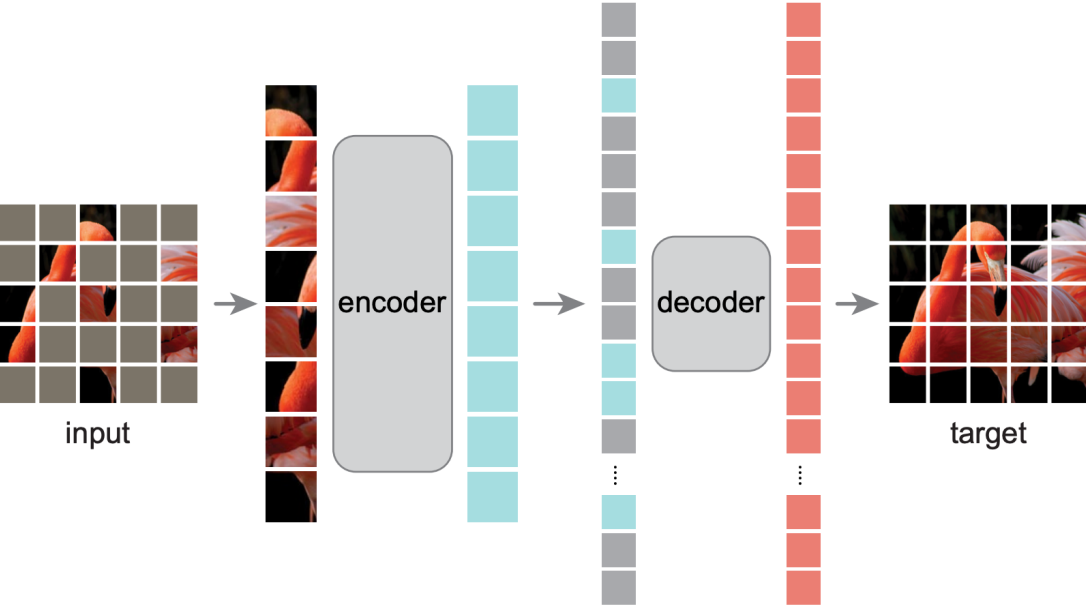 input
encoder
decoder
target